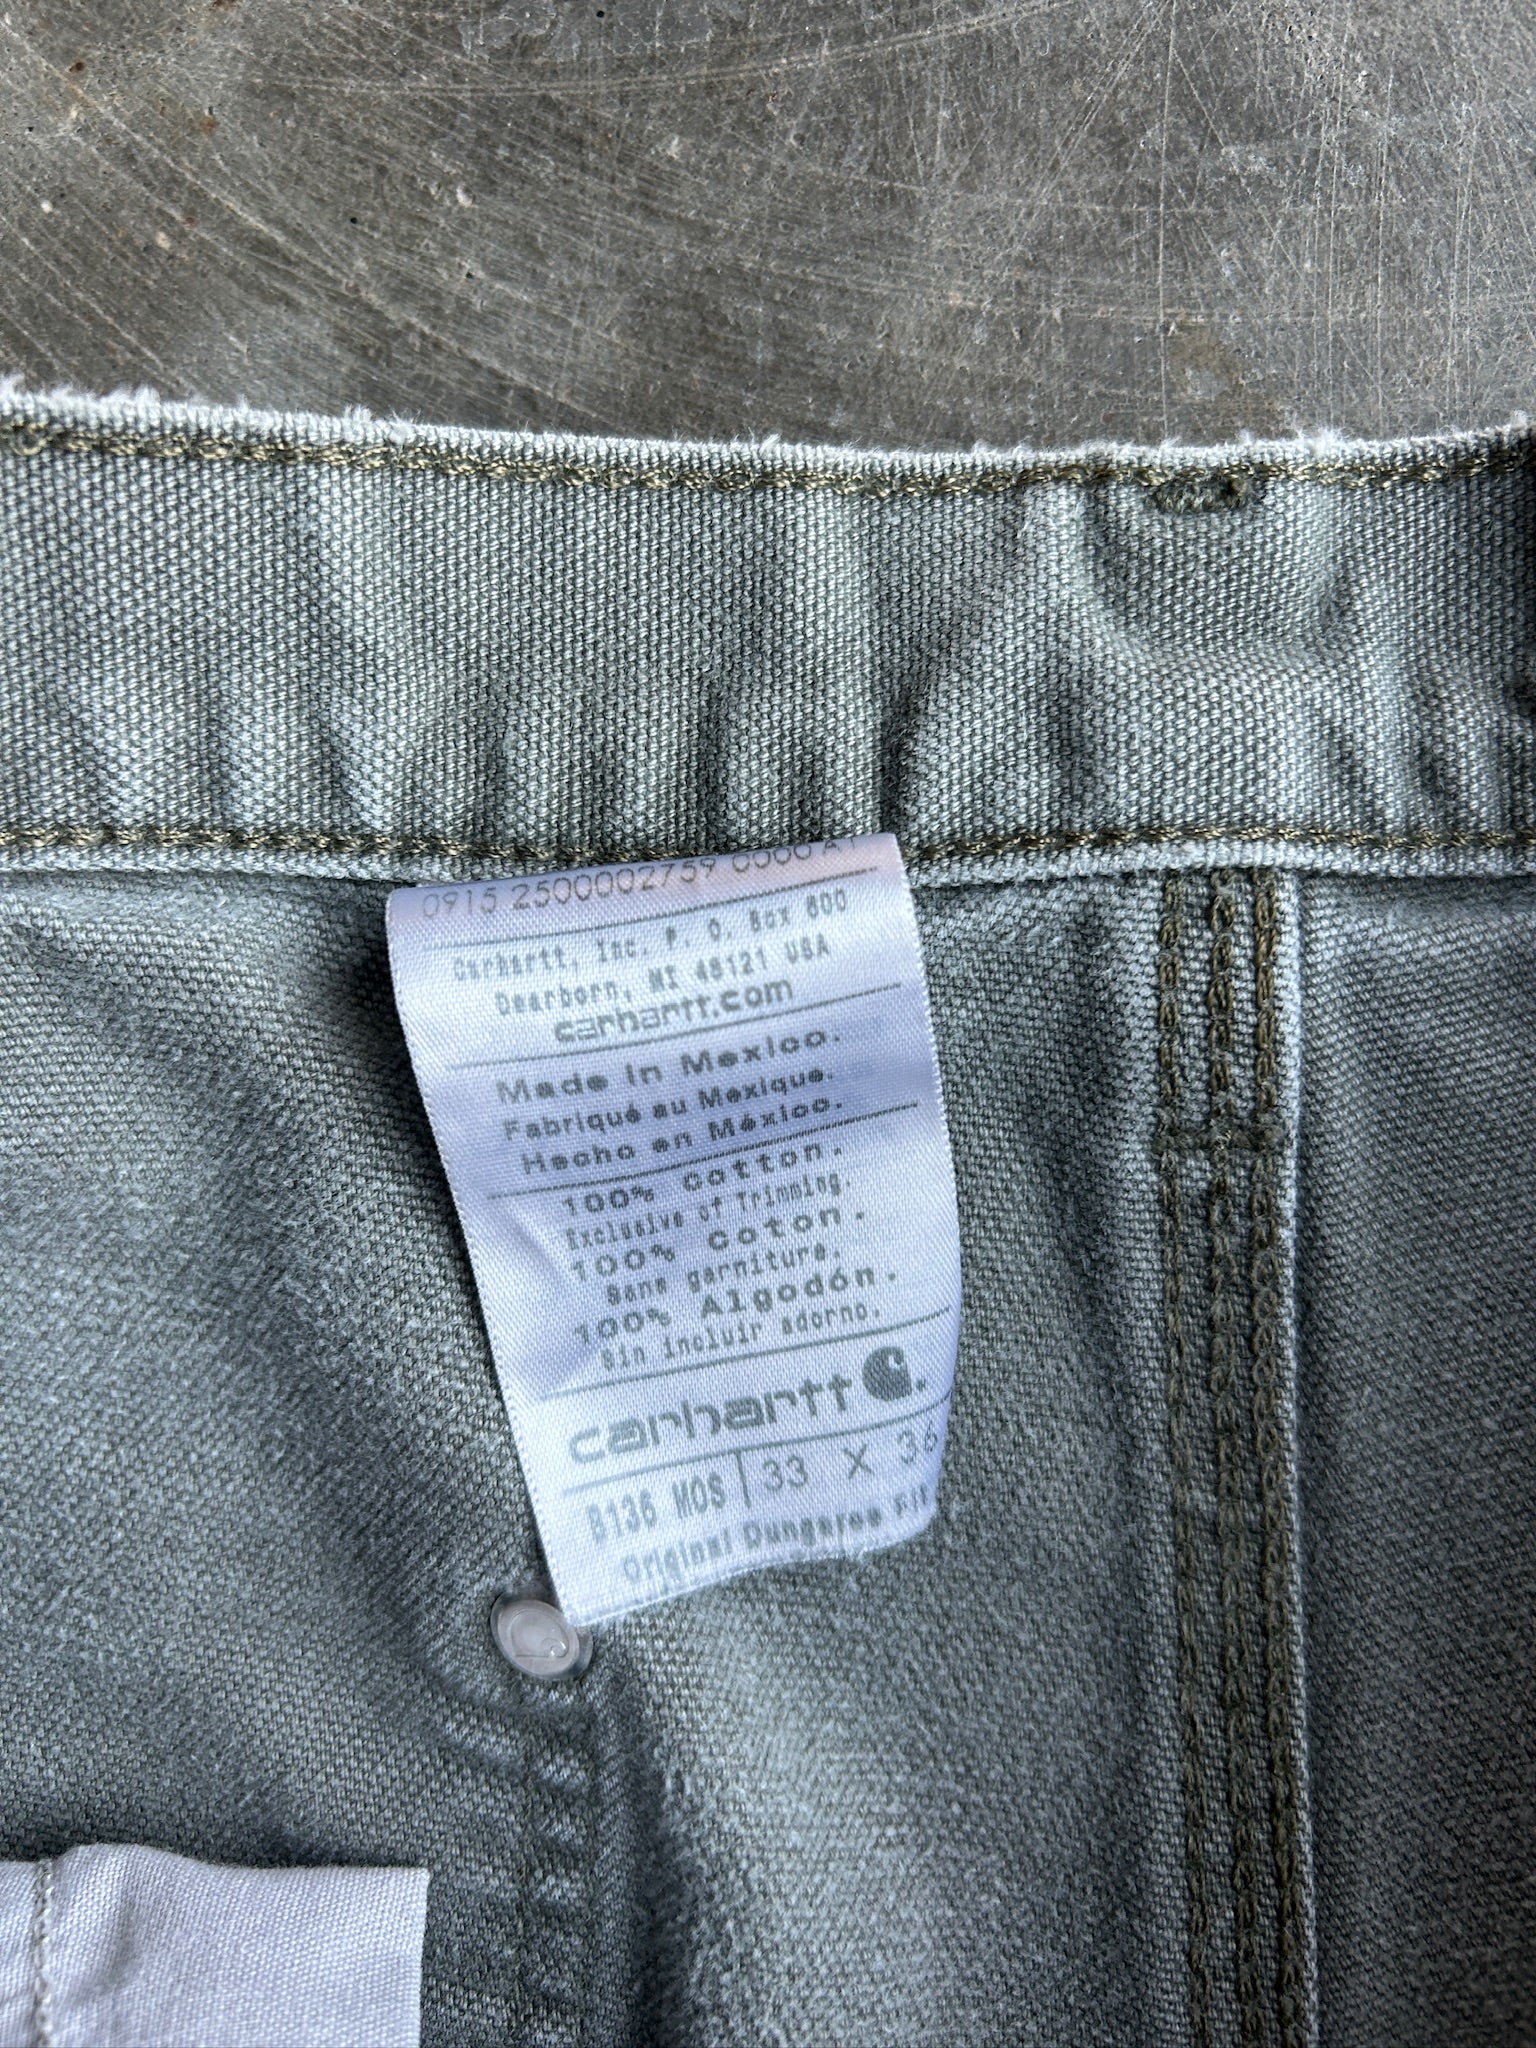 0915 2500002759 0000 A1
Carhartt, Inc. P. O. Box 600
Dearborn, MI 48121 USA
carhartt.com
Made in Mexico.
Fabriqué au Mexique.
Hecho en México.
100% Cotton.
Exclusive of Trimming.
100% Coton.
Sans garniture.
100% Algodón.
Sin incluir adorno.
carhartt
B136 MOS 33 X 36
Original Dungaree Fit